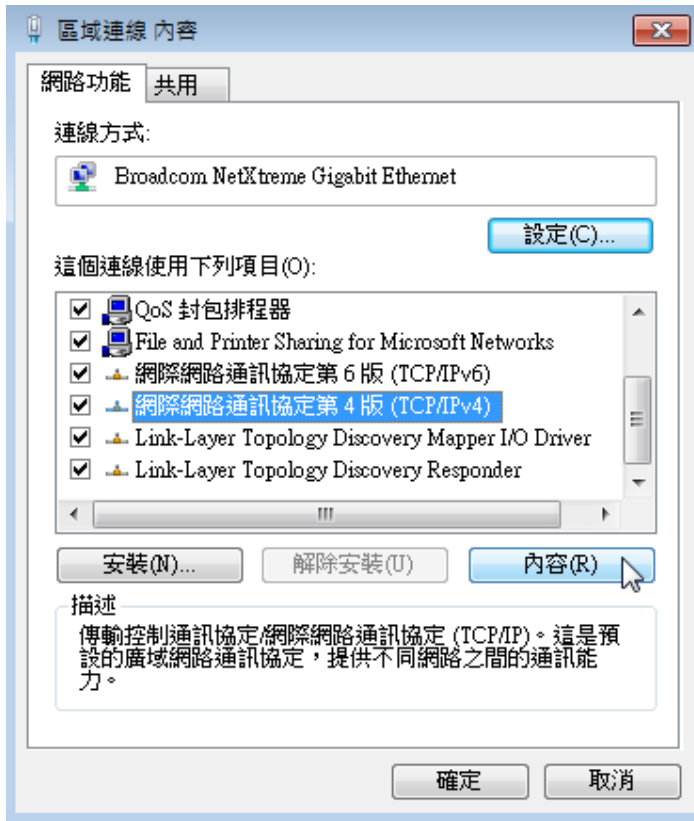 區域連線 內容
網路功能 共用
連線方式:
Broadcom NetXtreme Gigabit Ethernet
設定(C)...
這個連線使用下列項目(O):
QoS 封包排程器
File and Printer Sharing for Microsoft Networks
網際網路通訊協定第 6 版 (TCP/IPv6)
網際網路通訊協定第 4 版 (TCP/IPv4)
Link-Layer Topology Discovery Mapper I/O Driver
Link-Layer Topology Discovery Responder
安裝(N)... 解除安裝(U) 內容(R)
描述
傳輸控制通訊協定/網際網路通訊協定 (TCP/IP)。這是預
設的廣域網路通訊協定，提供不同網路之間的通訊能
力。
確定 取消